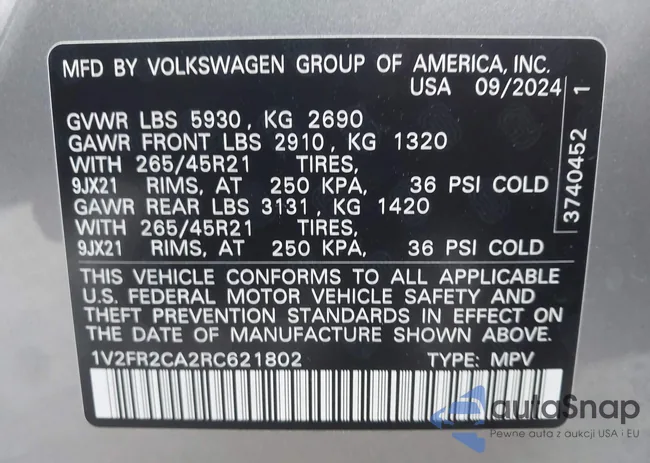 MFD BY VOLKSWAGEN GROUP OF AMERICA, INC.
USA 09/2024
GVWR LBS 5930, KG 2690
GAWR FRONT LBS 2910, KG 1320
WITH 265/45R21 TIRES,
9JX21 RIMS, AT 250 KPA, 36 PSI COLD
GAWR REAR LBS 3131, KG 1420
WITH 265/45R21 TIRES,
9JX21 RIMS, AT 250 KPA, 36 PSI COLD
THIS VEHICLE CONFORMS TO ALL APPLICABLE
U.S. FEDERAL MOTOR VEHICLE SAFETY AND
THEFT PREVENTION STANDARDS IN EFFECT ON
THE DATE OF MANUFACTURE SHOWN ABOVE.
1V2FR2CA2RC621802 TYPE: MPV
3740452 1
autoSnap
Pewne auta z aukcji USA i EU